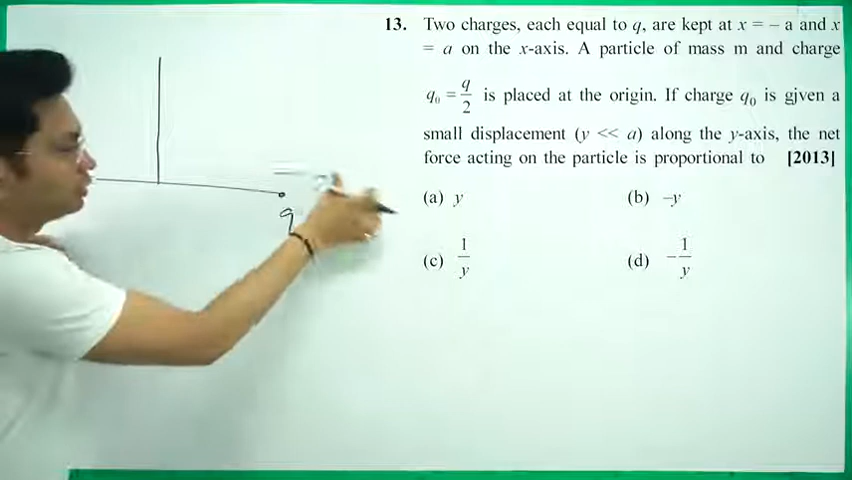 13. Two charges, each equal to q, are kept at x = – a and x
= a on the x-axis. A particle of mass m and charge
q₀ = q/2 is placed at the origin. If charge q₀ is given a
small displacement (y << a) along the y-axis, the net
force acting on the particle is proportional to [2013]
(a) y (b) –y
(c) 1/y (d) –1/y
q